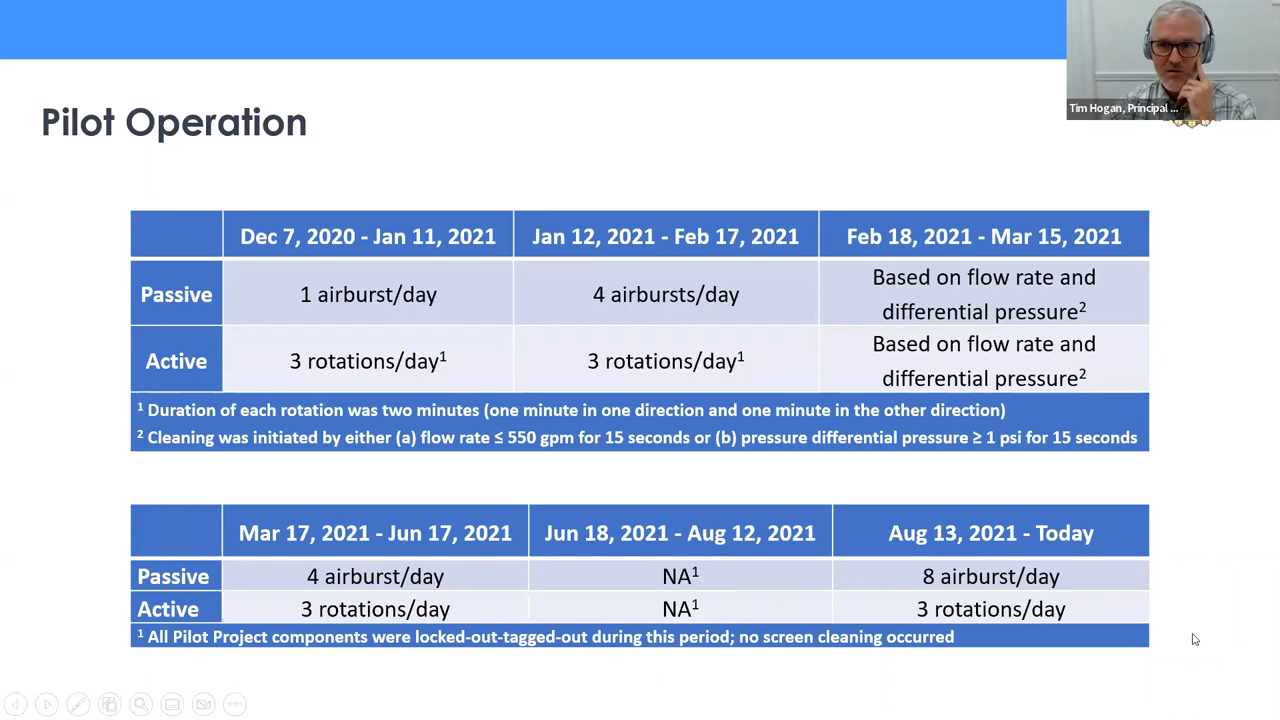 Tim Hogan, Principal ...
Pilot Operation
Dec 7, 2020 - Jan 11, 2021 Jan 12, 2021 - Feb 17, 2021 Feb 18, 2021 - Mar 15, 2021
Passive 1 airburst/day 4 airbursts/day Based on flow rate and differential pressure²
Active 3 rotations/day¹ 3 rotations/day¹ Based on flow rate and differential pressure²
¹ Duration of each rotation was two minutes (one minute in one direction and one minute in the other direction)
² Cleaning was initiated by either (a) flow rate ≤ 550 gpm for 15 seconds or (b) pressure differential pressure ≥ 1 psi for 15 seconds
Mar 17, 2021 - Jun 17, 2021 Jun 18, 2021 - Aug 12, 2021 Aug 13, 2021 - Today
Passive 4 airburst/day NA¹ 8 airburst/day
Active 3 rotations/day NA¹ 3 rotations/day
¹ All Pilot Project components were locked-out-tagged-out during this period; no screen cleaning occurred